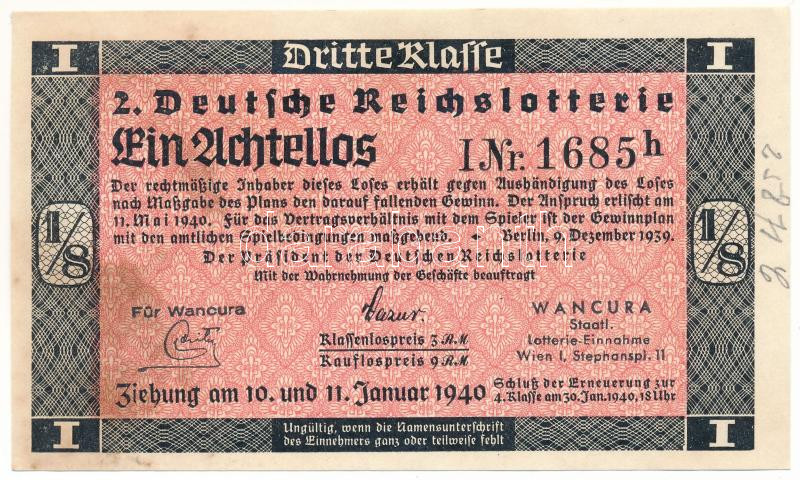 I
Dritte Klasse
I
2. Deutsche Reichslotterie
Ein Achtellos
I Nr. 1685 h
Der rechtmäßige Inhaber dieses Loses erhält gegen Aushändigung des Loses
nach Maßgabe des Plans den darauf fallenden Gewinn. Der Anspruch erlischt am
11. Mai 1940. Für das Vertragsverhältnis mit dem Spieler ist der Gewinnplan
mit den amtlichen Spielbedingungen maßgebend. + Berlin, 9. Dezember 1939.
Der Präsident der Deutschen Reichslotterie
Mit der Wahrnehmung der Geschäfte beauftragt
1/8
1/8
Für Wancura
Klassenlospreis 3 RM
Kauflospreis 9 RM
WANCURA
Staatl.
Lotterie-Einnahme
Wien I, Stephanspl. 11
Ziehung am 10. und 11. Januar 1940
Schluß der Erneuerung zur
4. Klasse am 30. Jan. 1940, 18 Uhr
I
Ungültig, wenn die Namensunterschrift
des Einnehmers ganz oder teilweise fehlt
I